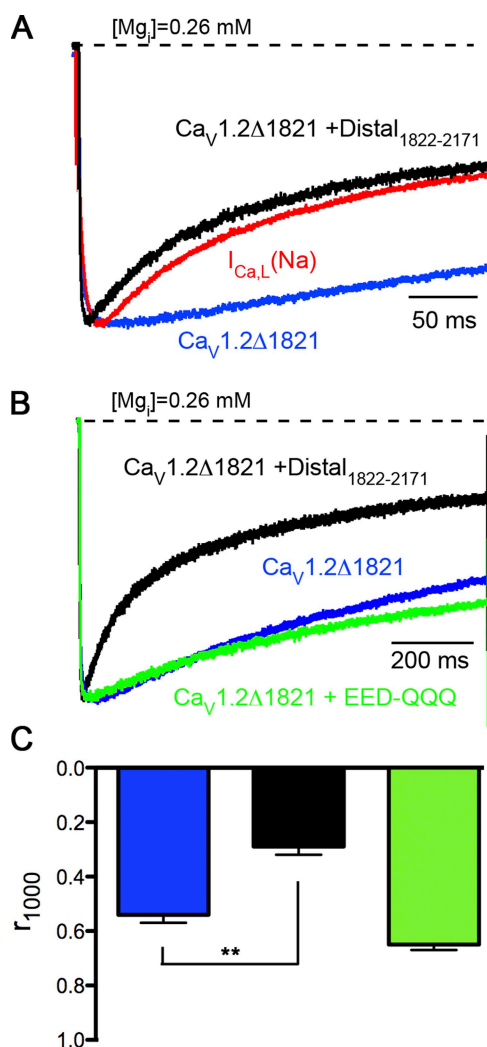 A
[Mgi]=0.26 mM
CaV1.2Δ1821 +Distal1822-2171
ICa,L(Na)
50 ms
CaV1.2Δ1821
B
[Mgi]=0.26 mM
CaV1.2Δ1821 +Distal1822-2171
CaV1.2Δ1821
200 ms
CaV1.2Δ1821 + EED-QQQ
C
0.0
0.2
0.4
0.6
0.8
1.0
r1000
**